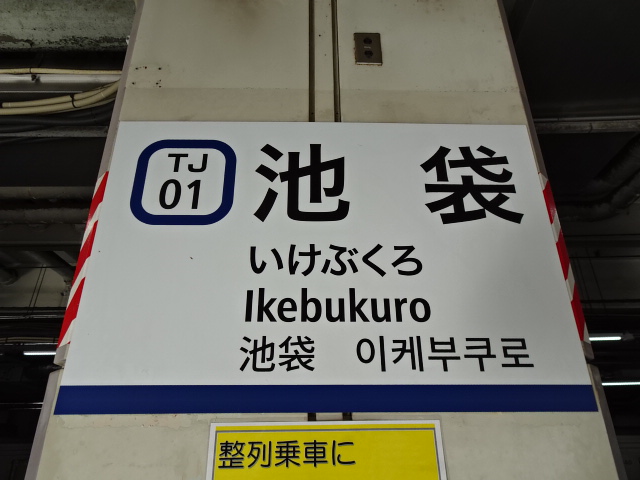 TJ
01
池袋
いけぶくろ
Ikebukuro
池袋 이케부쿠로
整列乗車に